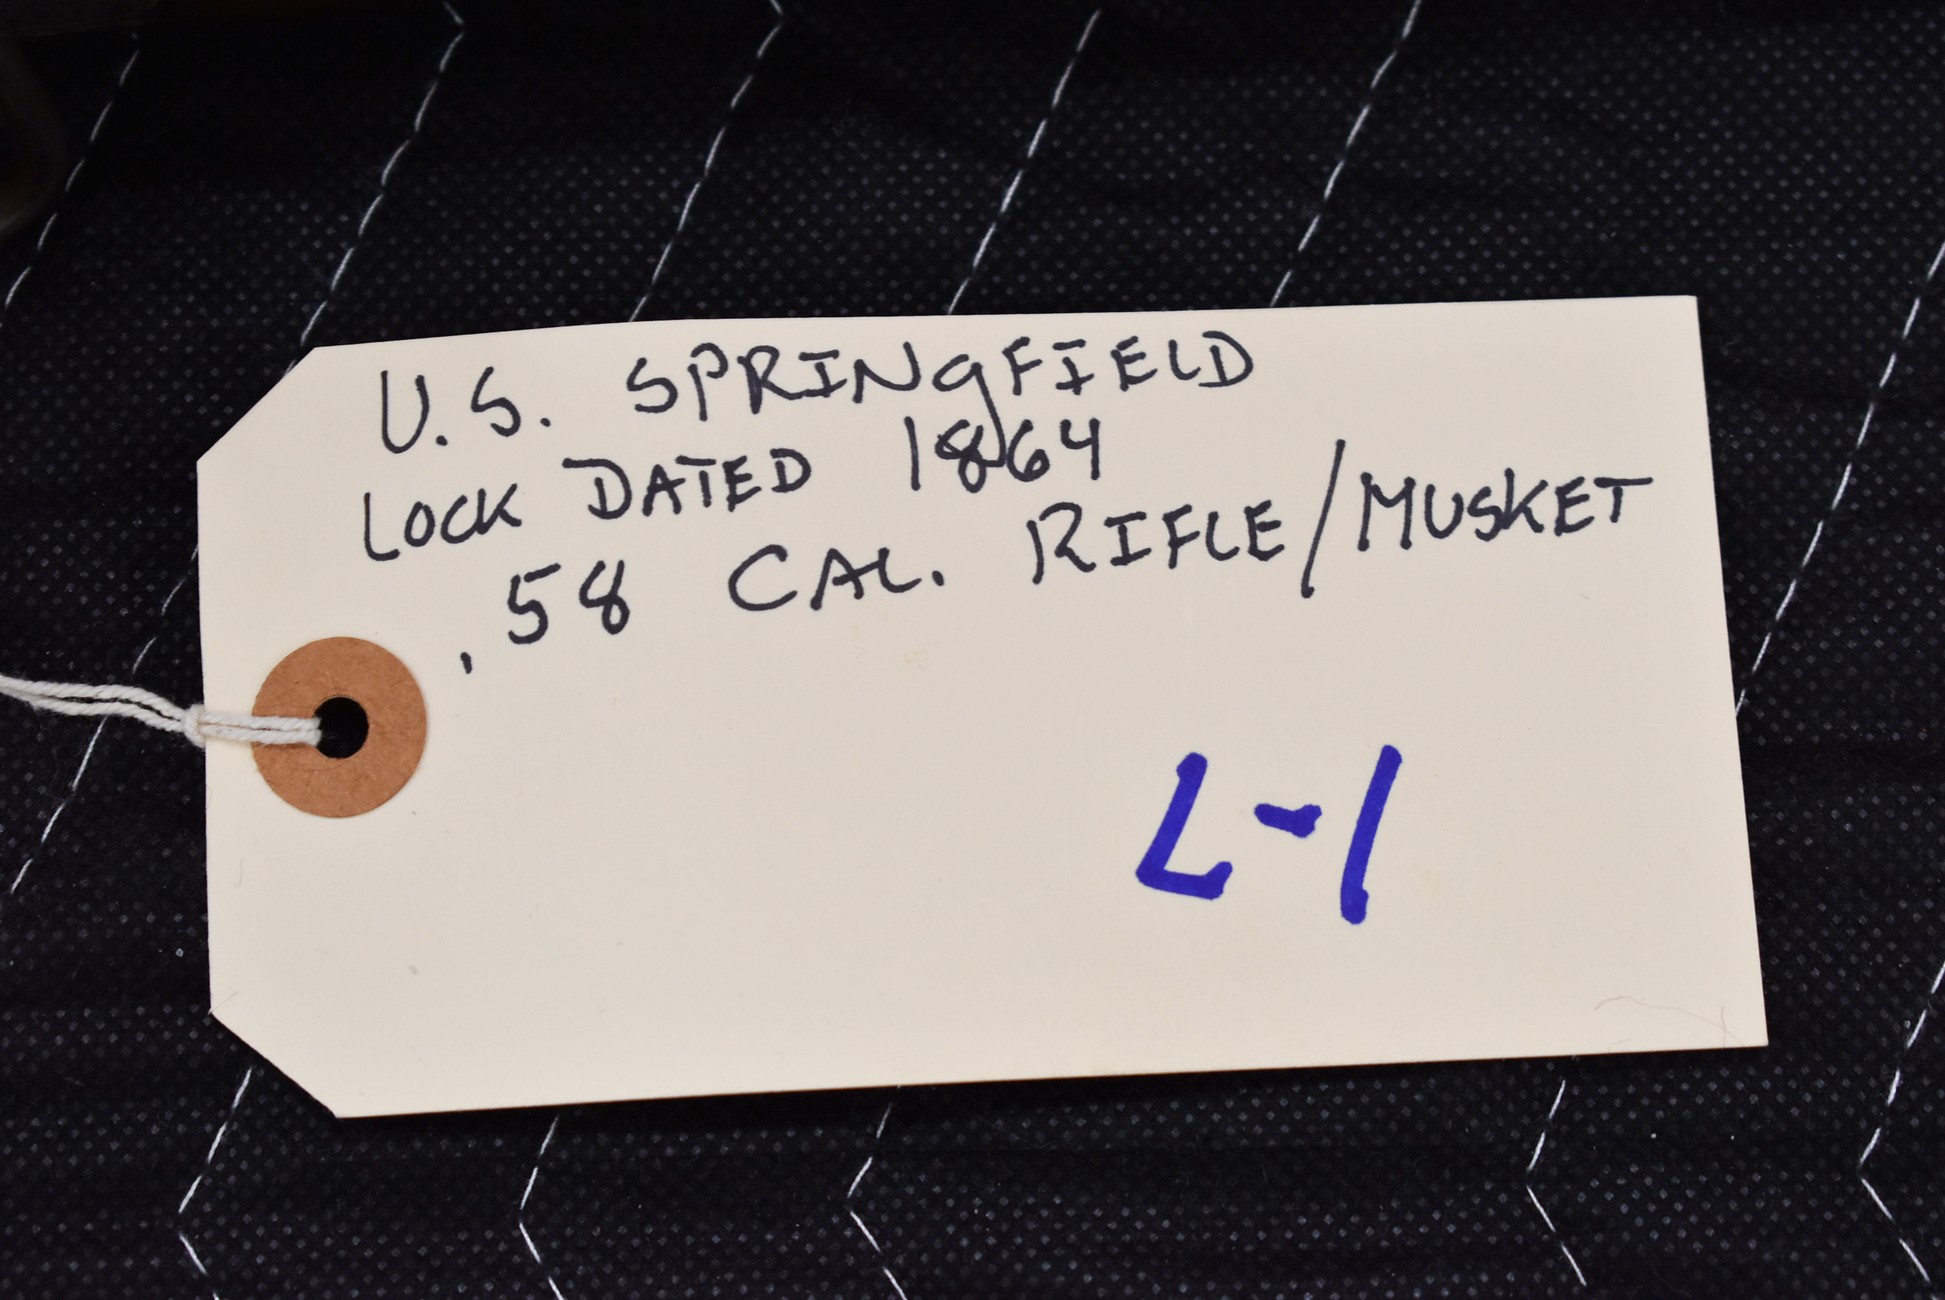 U.S. SPRINGFIELD
LOCK DATED 1864
.58 CAL. RIFLE/MUSKET
L-1